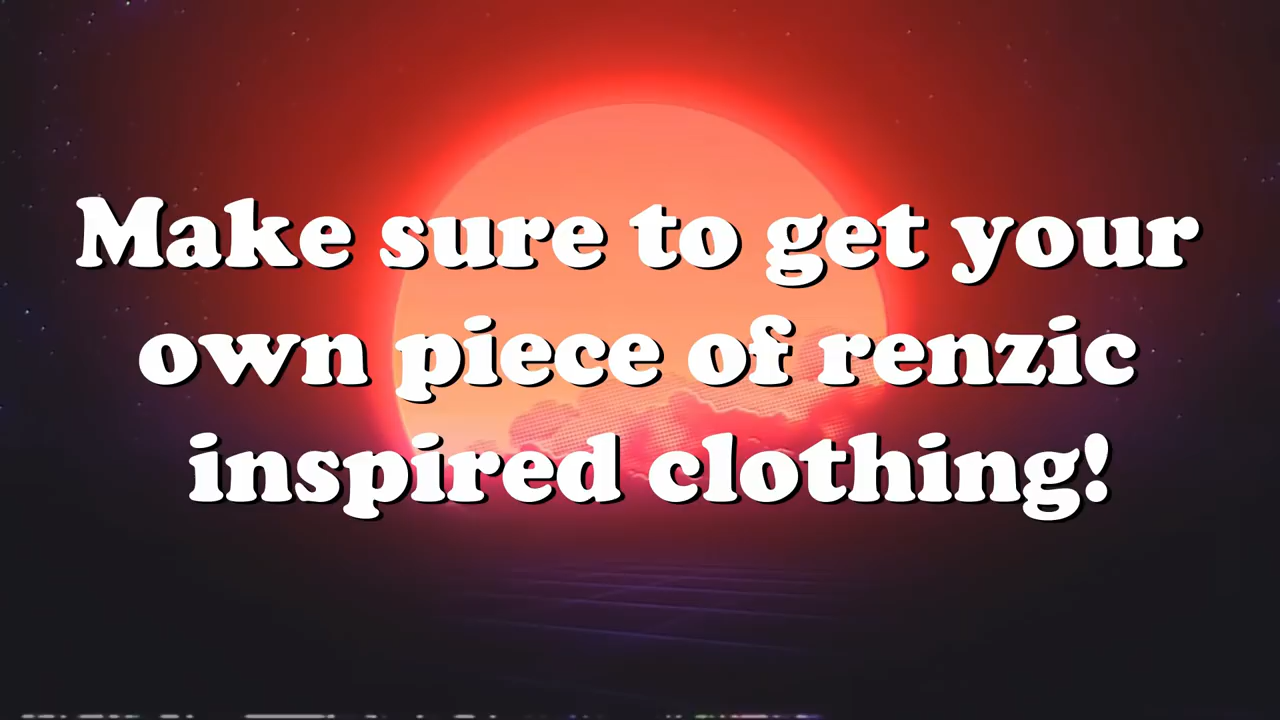 Make sure to get your
own piece of renzic
inspired clothing!